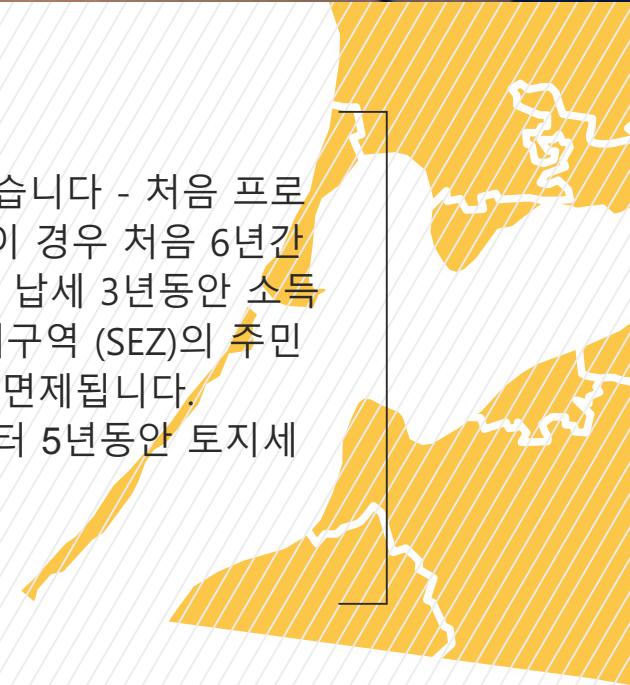 습니다 - 처음 프로
이 경우 처음 6년간
납세 3년동안 소득
구역 (SEZ)의 주민
면제됩니다.
터 5년동안 토지세